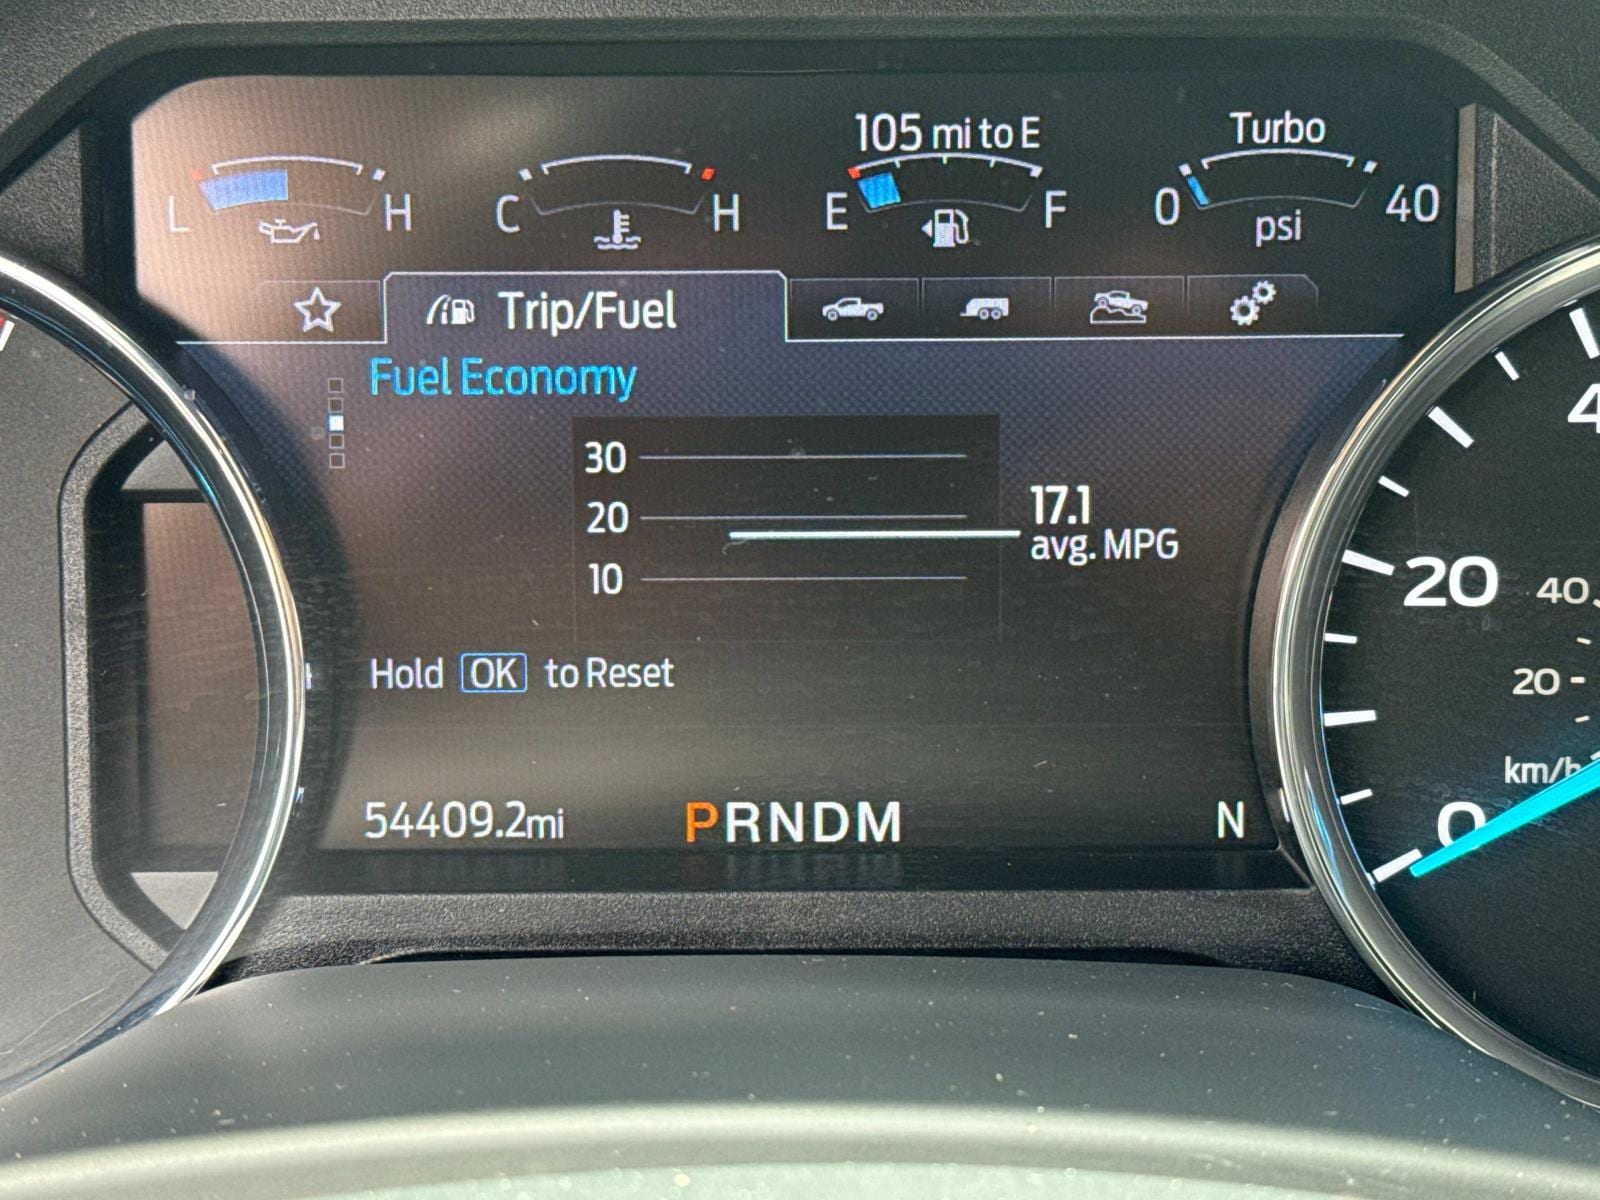 105 mi to E
Turbo
L H
C H
E F
0 40
psi
Trip/Fuel
Fuel Economy
30
20
10
17.1
avg. MPG
Hold OK to Reset
54409.2mi
PRNDM
N
4
20
40
20
km/h
0